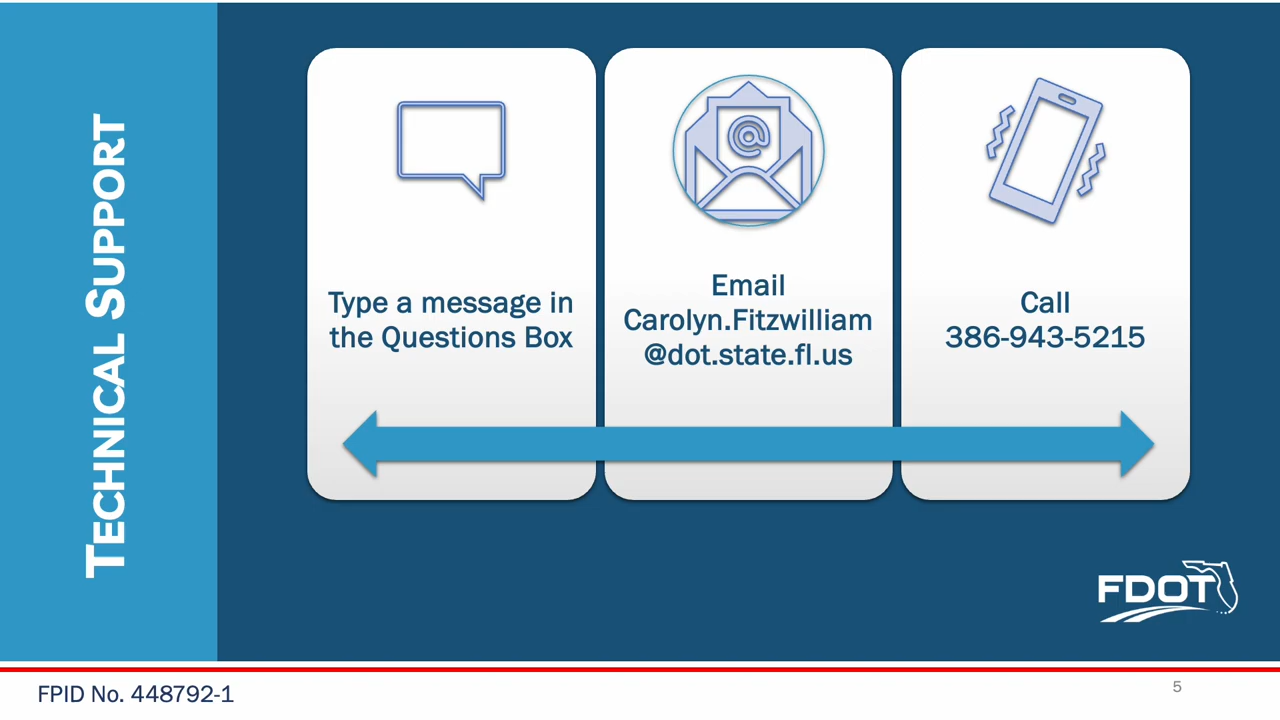 TECHNICAL SUPPORT
Type a message in
the Questions Box
@
Email
Carolyn.Fitzwilliam
@dot.state.fl.us
Call
386-943-5215
FDOT
FPID No. 448792-1
5